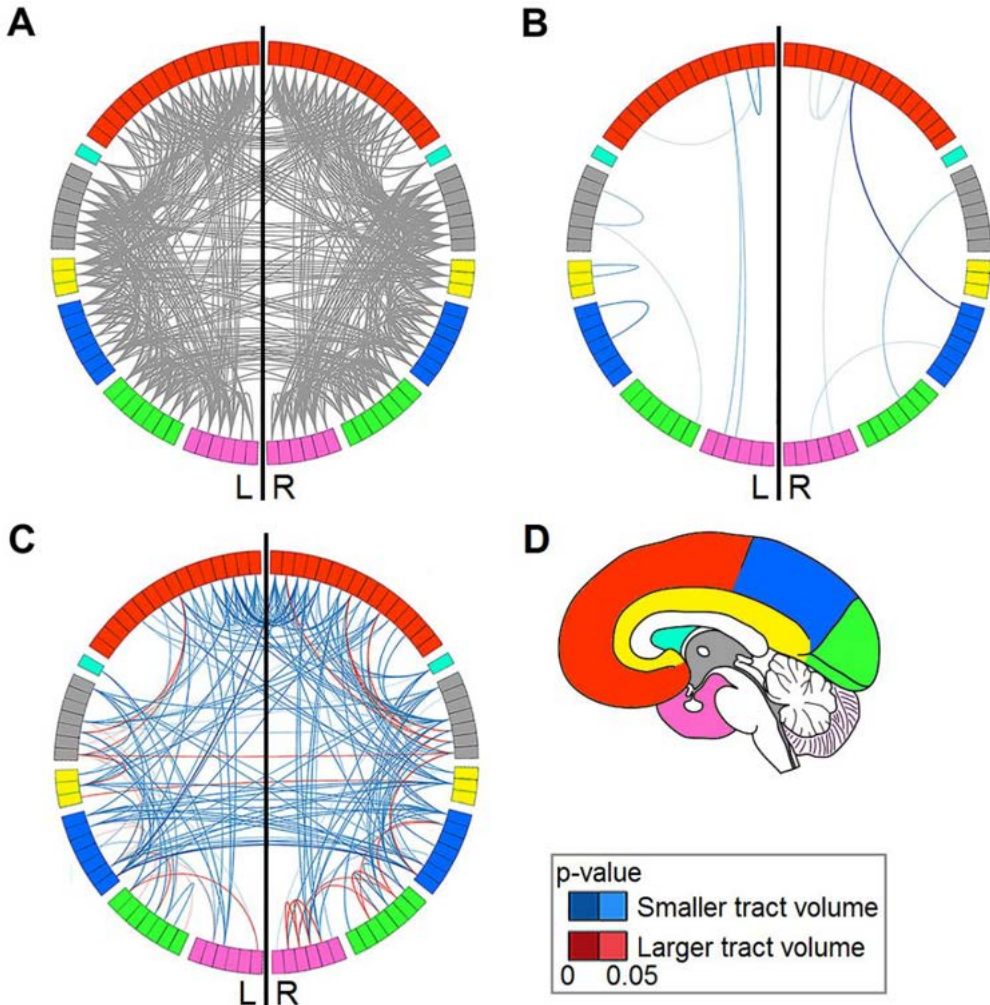 A
B
L R
L R
C
D
L R
p-value
Smaller tract volume
Larger tract volume
0 0.05